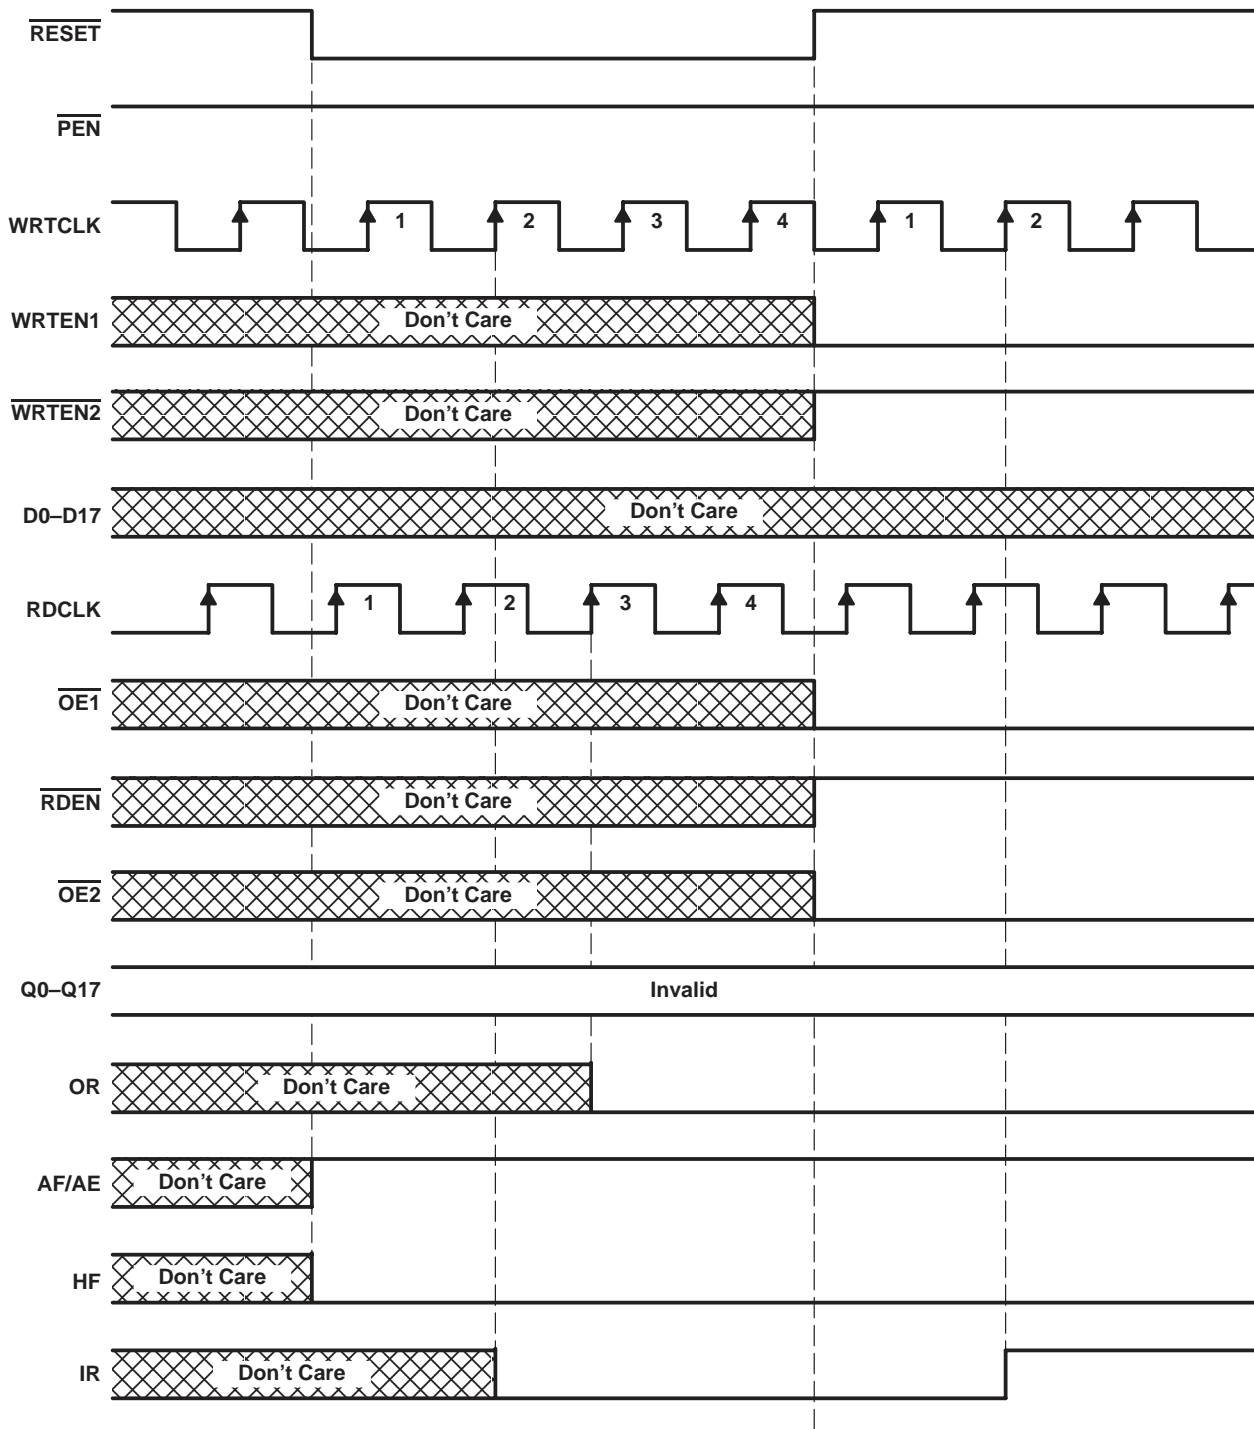 RESET
PEN
WRTCLK 1 2 3 4 1 2
WRTEN1 Don't Care
WRTEN2 Don't Care
D0–D17 Don't Care
RDCLK 1 2 3 4
OE1 Don't Care
RDEN Don't Care
OE2 Don't Care
Q0–Q17 Invalid
OR Don't Care
AF/AE Don't Care
HF Don't Care
IR Don't Care